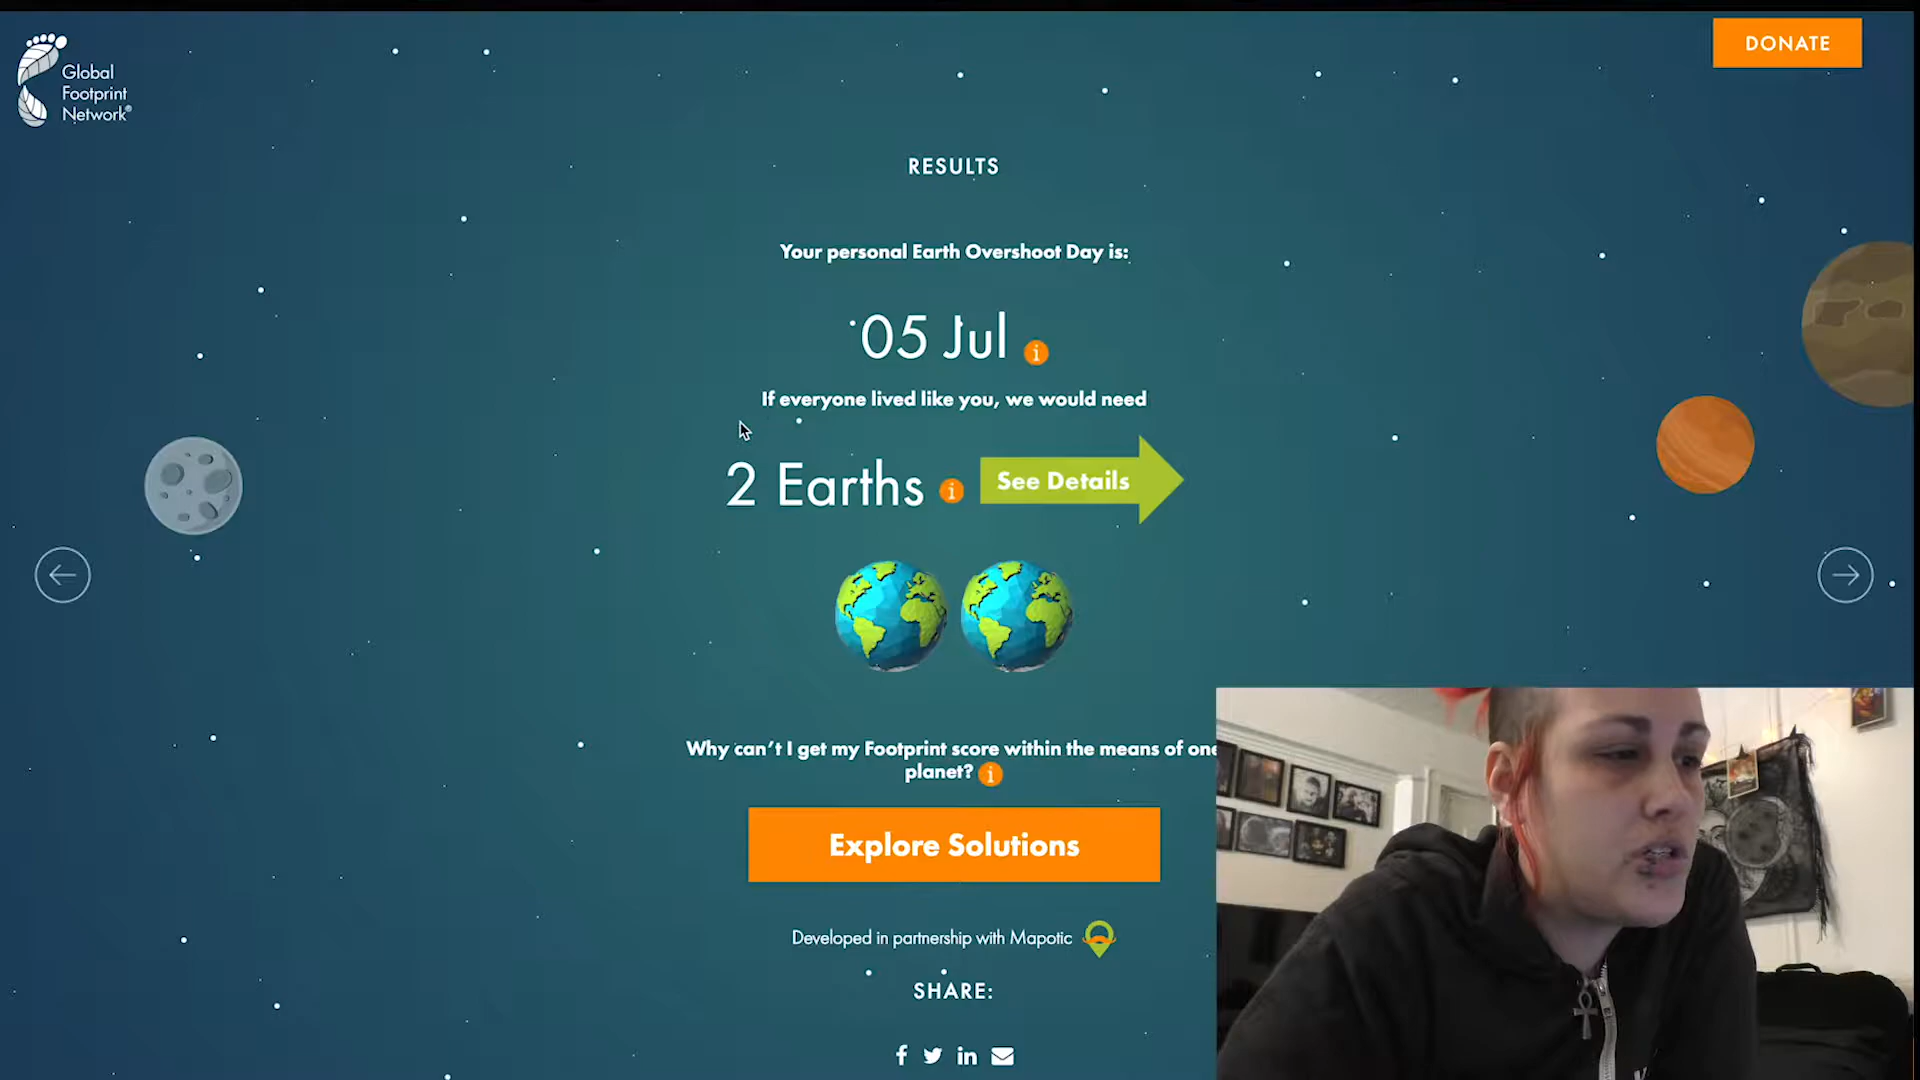 Global
Footprint
Network®
DONATE
RESULTS
Your personal Earth Overshoot Day is:
05 Jul i
If everyone lived like you, we would need
2 Earths i See Details
Why can't I get my Footprint score within the means of one
planet? i
Explore Solutions
Developed in partnership with Mapotic
SHARE: